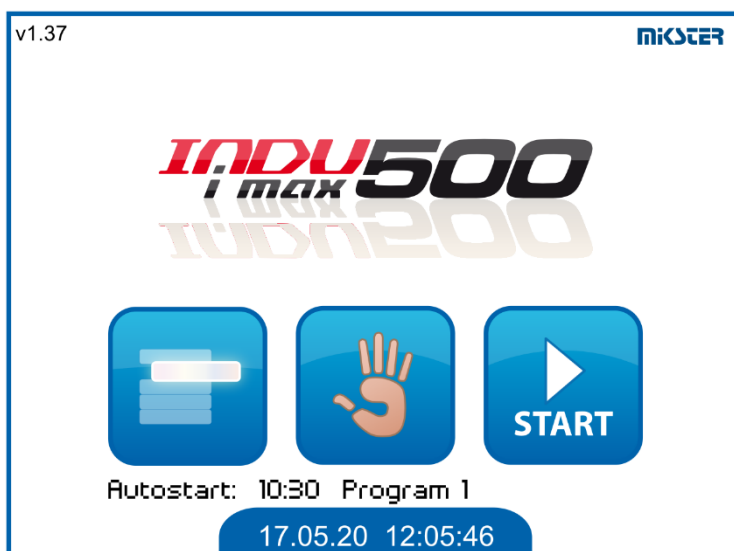 v1.37
MIKSTER
INDU 500
i max
START
Autostart: 10:30 Program 1
17.05.20 12:05:46